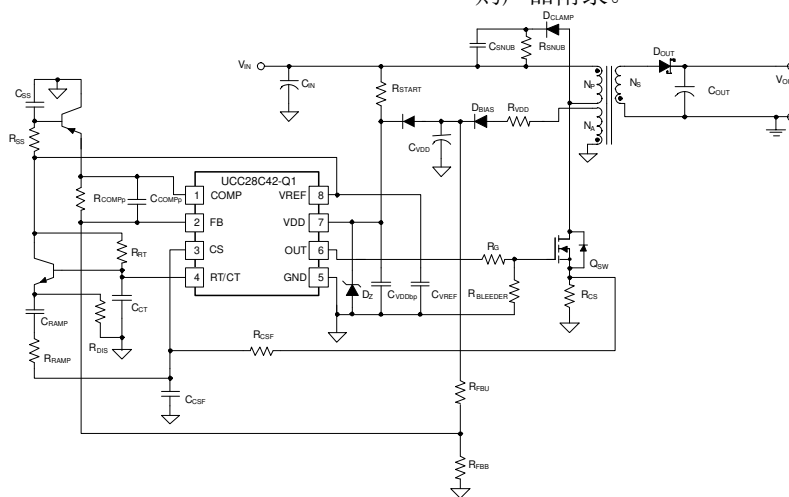 DCLAMP
CSNUB
RSNUB
VIN
CIN
RSTART
NP
NS
DOUT
COUT
DBIAS
RVDD
NA
CVDD
CSS
RSS
RCOMPp
CCOMPp
UCC28C42-Q1
1 COMP VREF 8
2 FB VDD 7
3 CS OUT 6
4 RT/CT GND 5
RRT
CCT
CRAMP
RDIS
RRAMP
DZ
CVDDbp
CVREF
RG
RBLEEDER
QSW
RCS
RCSF
CCSF
RFBU
RFBB